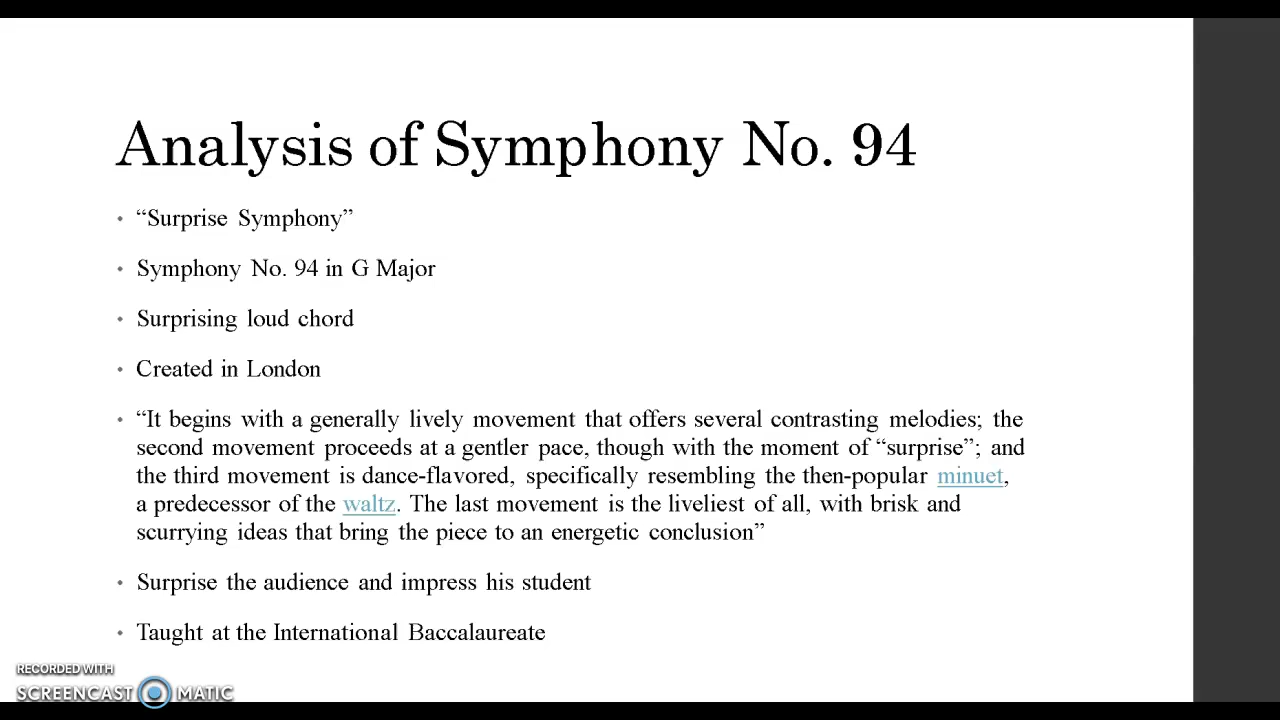 Analysis of Symphony No. 94
• “Surprise Symphony”
• Symphony No. 94 in G Major
• Surprising loud chord
• Created in London
• “It begins with a generally lively movement that offers several contrasting melodies; the
second movement proceeds at a gentler pace, though with the moment of “surprise”; and
the third movement is dance-flavored, specifically resembling the then-popular minuet,
a predecessor of the waltz. The last movement is the liveliest of all, with brisk and
scurrying ideas that bring the piece to an energetic conclusion”
• Surprise the audience and impress his student
• Taught at the International Baccalaureate
RECORDED WITH
SCREENCAST MATIC